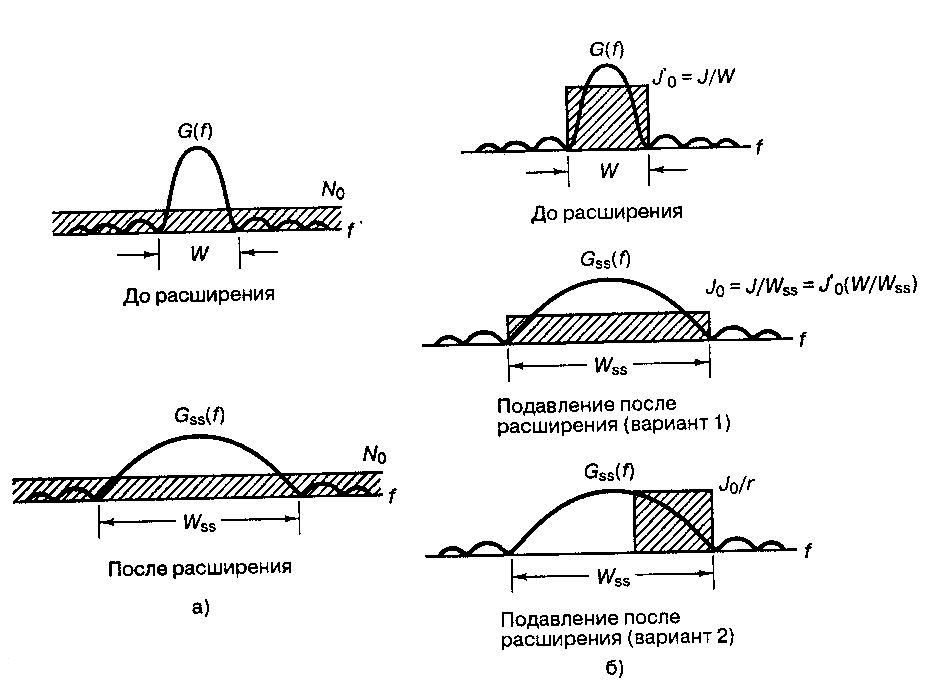 G(f)
N₀
f
W
До расширения
Gss(f)
N₀
f
Wss
После расширения
а)
G(f)
J'₀ = J/W
f
W
До расширения
Gss(f)
J₀ = J/Wss = J'₀(W/Wss)
f
Wss
Подавление после
расширения (вариант 1)
Gss(f)
J₀/r
f
Wss
Подавление после
расширения (вариант 2)
б)